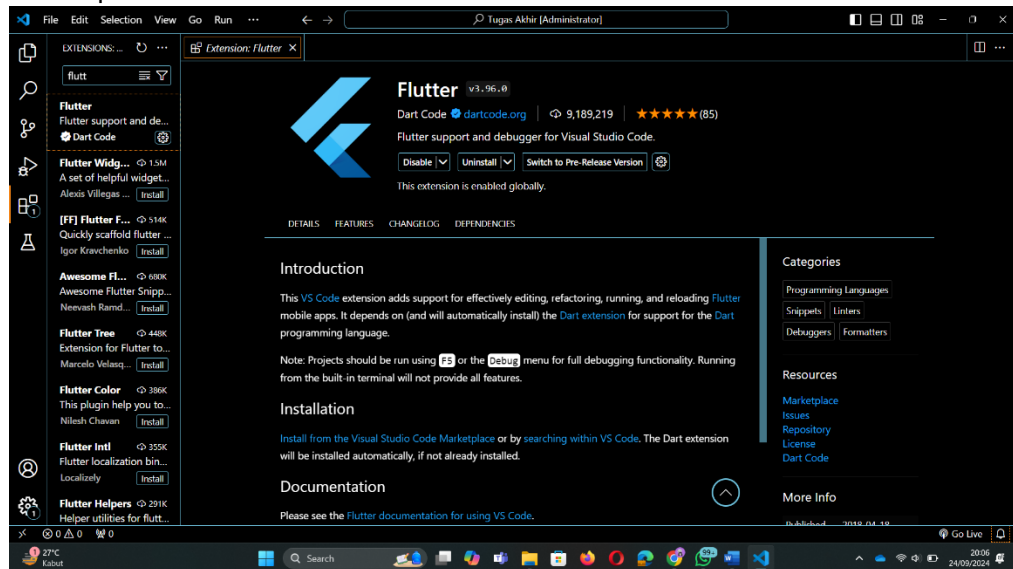 File Edit Selection View Go Run ···
Tugas Akhir [Administrator]
EXTENSIONS: ...
Extension: Flutter
flutt
Flutter
Flutter support and de...
Dart Code
Flutter Widg... 1.5M
A set of helpful widget...
Alexis Villegas ... Install
[FF] Flutter F... 514K
Quickly scaffold flutter ...
Igor Kravchenko Install
Awesome Fl... 680K
Awesome Flutter Snipp...
Neevash Ramd... Install
Flutter Tree 448K
Extension for Flutter to...
Marcelo Velasq... Install
Flutter Color 386K
This plugin help you to...
Nilesh Chavan Install
Flutter Intl 355K
Flutter localization bin...
Localizely Install
Flutter Helpers 291K
Helper utilities for flutt...
Flutter v3.96.0
Dart Code dartcode.org 9,189,219 (85)
Flutter support and debugger for Visual Studio Code.
Disable Uninstall Switch to Pre-Release Version
This extension is enabled globally.
DETAILS FEATURES CHANGELOG DEPENDENCIES
Introduction
This VS Code extension adds support for effectively editing, refactoring, running, and reloading Flutter
mobile apps. It depends on (and will automatically install) the Dart extension for support for the Dart
programming language.
Note: Projects should be run using F5 or the Debug menu for full debugging functionality. Running
from the built-in terminal will not provide all features.
Installation
Install from the Visual Studio Code Marketplace or by searching within VS Code. The Dart extension
will be installed automatically, if not already installed.
Documentation
Please see the Flutter documentation for using VS Code.
Categories
Programming Languages
Snippets Linters
Debuggers Formatters
Resources
Marketplace
Issues
Repository
License
Dart Code
More Info
Published 2018-04-18
1
1
0 0 0
Go Live
1 27°C
Kabut
Search
99+
20:06
24/09/2024